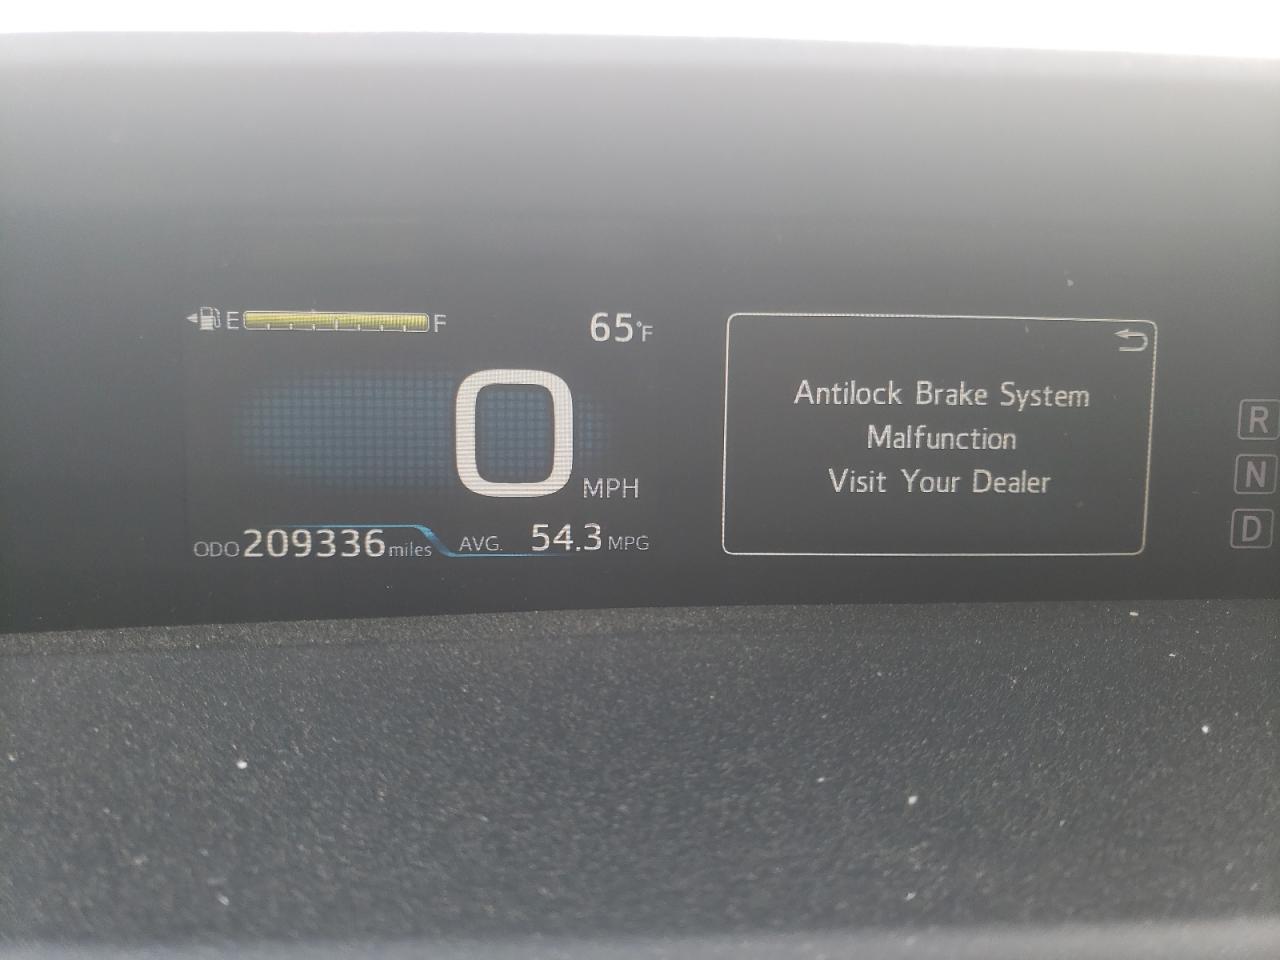 E F
65°F
0 MPH
ODO 209336 miles
AVG. 54.3 MPG
Antilock Brake System
Malfunction
Visit Your Dealer
R
N
D